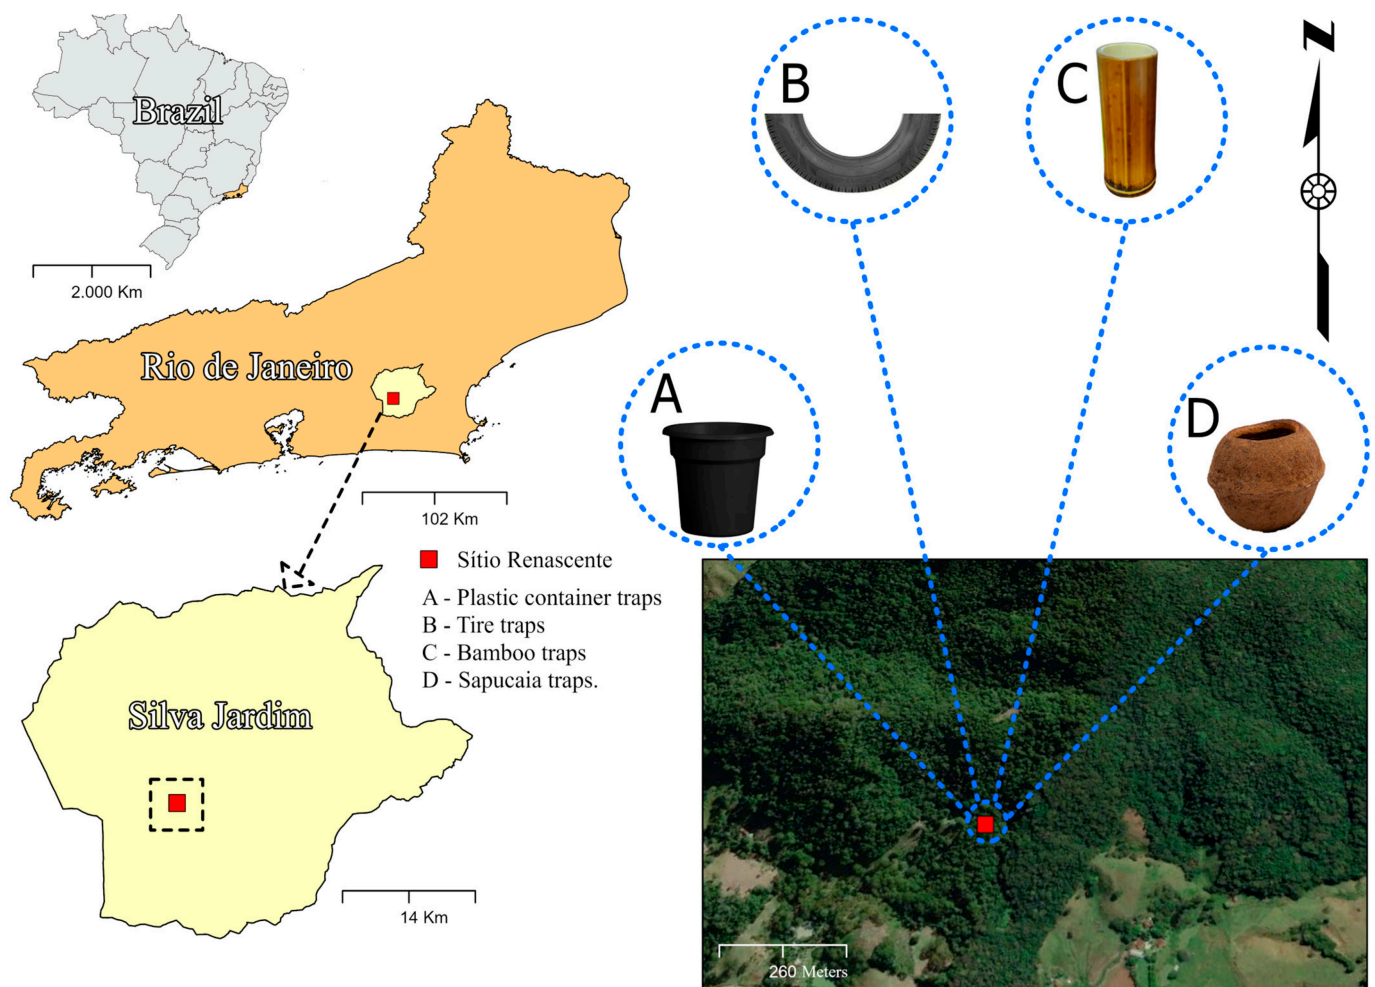 Brazil
2.000 Km
Rio de Janeiro
102 Km
Sítio Renascente
A - Plastic container traps
B - Tire traps
C - Bamboo traps
D - Sapucaia traps.
Silva Jardim
14 Km
A
B
C
D
N
260 Meters